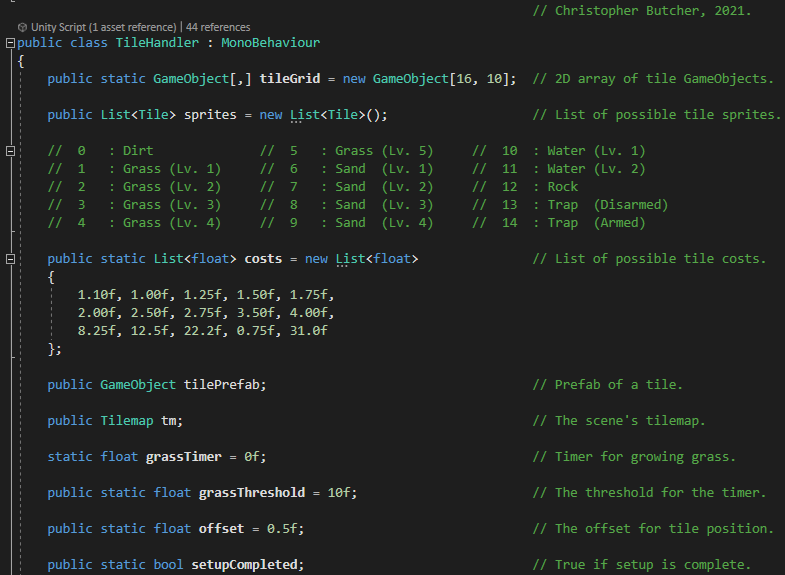 // Christopher Butcher, 2021.
Unity Script (1 asset reference) | 44 references
public class TileHandler : MonoBehaviour
{
public static GameObject[,] tileGrid = new GameObject[16, 10]; // 2D array of tile GameObjects.
public List<Tile> sprites = new List<Tile>(); // List of possible tile sprites.
// 0 : Dirt // 5 : Grass (Lv. 5) // 10 : Water (Lv. 1)
// 1 : Grass (Lv. 1) // 6 : Sand (Lv. 1) // 11 : Water (Lv. 2)
// 2 : Grass (Lv. 2) // 7 : Sand (Lv. 2) // 12 : Rock
// 3 : Grass (Lv. 3) // 8 : Sand (Lv. 3) // 13 : Trap (Disarmed)
// 4 : Grass (Lv. 4) // 9 : Sand (Lv. 4) // 14 : Trap (Armed)
public static List<float> costs = new List<float> // List of possible tile costs.
{
1.10f, 1.00f, 1.25f, 1.50f, 1.75f,
2.00f, 2.50f, 2.75f, 3.50f, 4.00f,
8.25f, 12.5f, 22.2f, 0.75f, 31.0f
};
public GameObject tilePrefab; // Prefab of a tile.
public Tilemap tm; // The scene's tilemap.
static float grassTimer = 0f; // Timer for growing grass.
public static float grassThreshold = 10f; // The threshold for the timer.
public static float offset = 0.5f; // The offset for tile position.
public static bool setupCompleted; // True if setup is complete.